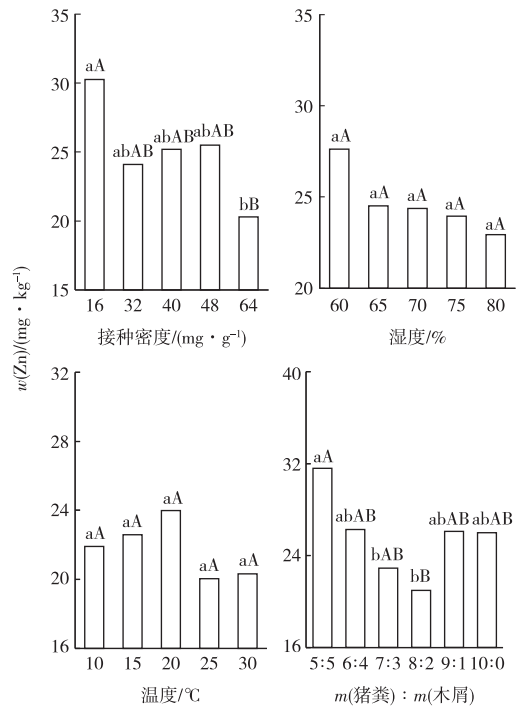 w(Zn)/(mg·kg⁻¹)
35
30
25
20
15
aA
abAB
abAB
abAB
bB
16 32 40 48 64
接种密度/(mg·g⁻¹)
35
30
25
20
aA
aA
aA
aA
aA
60 65 70 75 80
湿度/%
32
28
24
20
16
aA
aA
aA
aA
aA
10 15 20 25 30
温度/℃
40
32
24
16
aA
abAB
bAB
bB
abAB
abAB
5∶5 6∶4 7∶3 8∶2 9∶1 10∶0
m(猪粪)∶m(木屑)